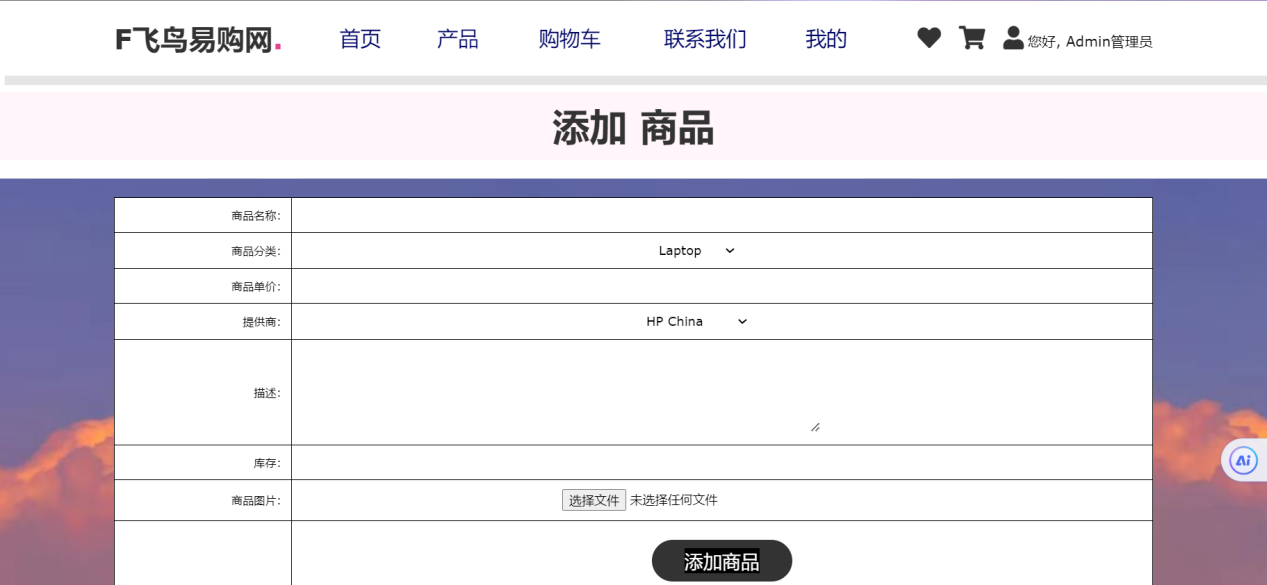 F飞鸟易购网. 首页 产品 购物车 联系我们 我的 您好, Admin管理员
添加 商品
商品名称:
商品分类: Laptop
商品单价:
提供商: HP China
描述:
库存:
商品图片: 选择文件 未选择任何文件
Ai
添加商品